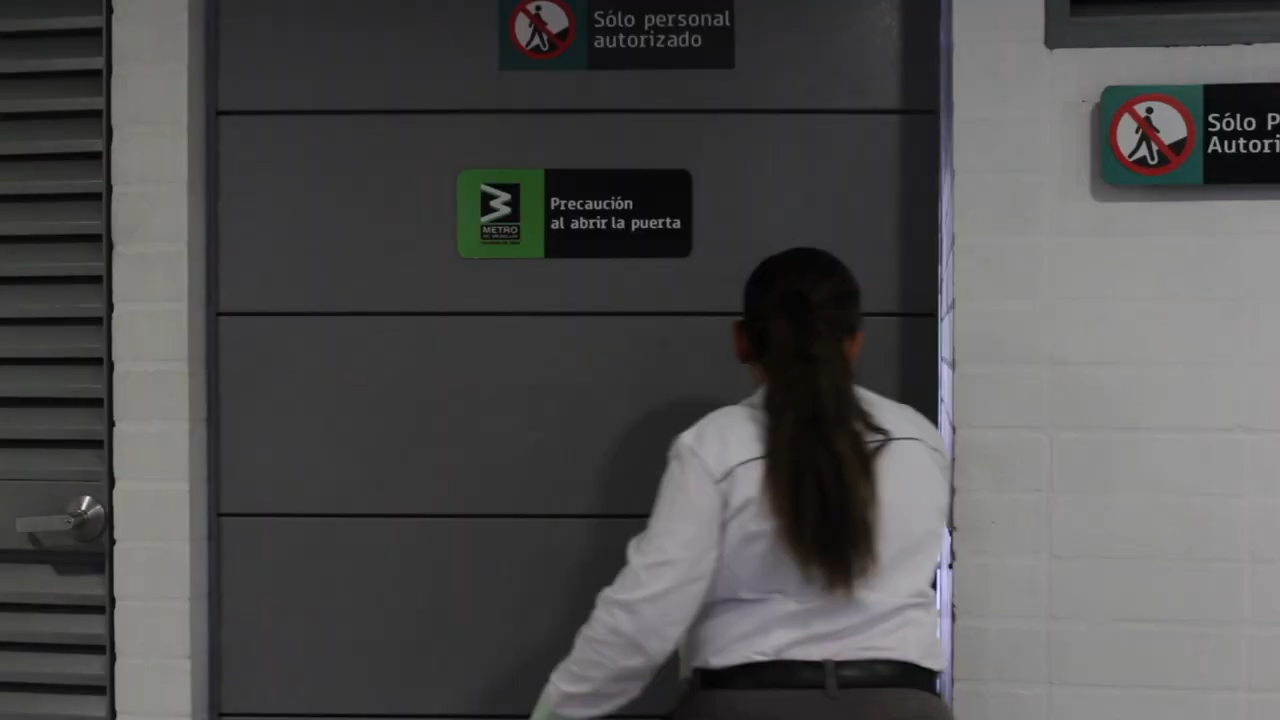 Sólo personal
autorizado
Sólo P
Autori
Precaución
al abrir la puerta
METRO